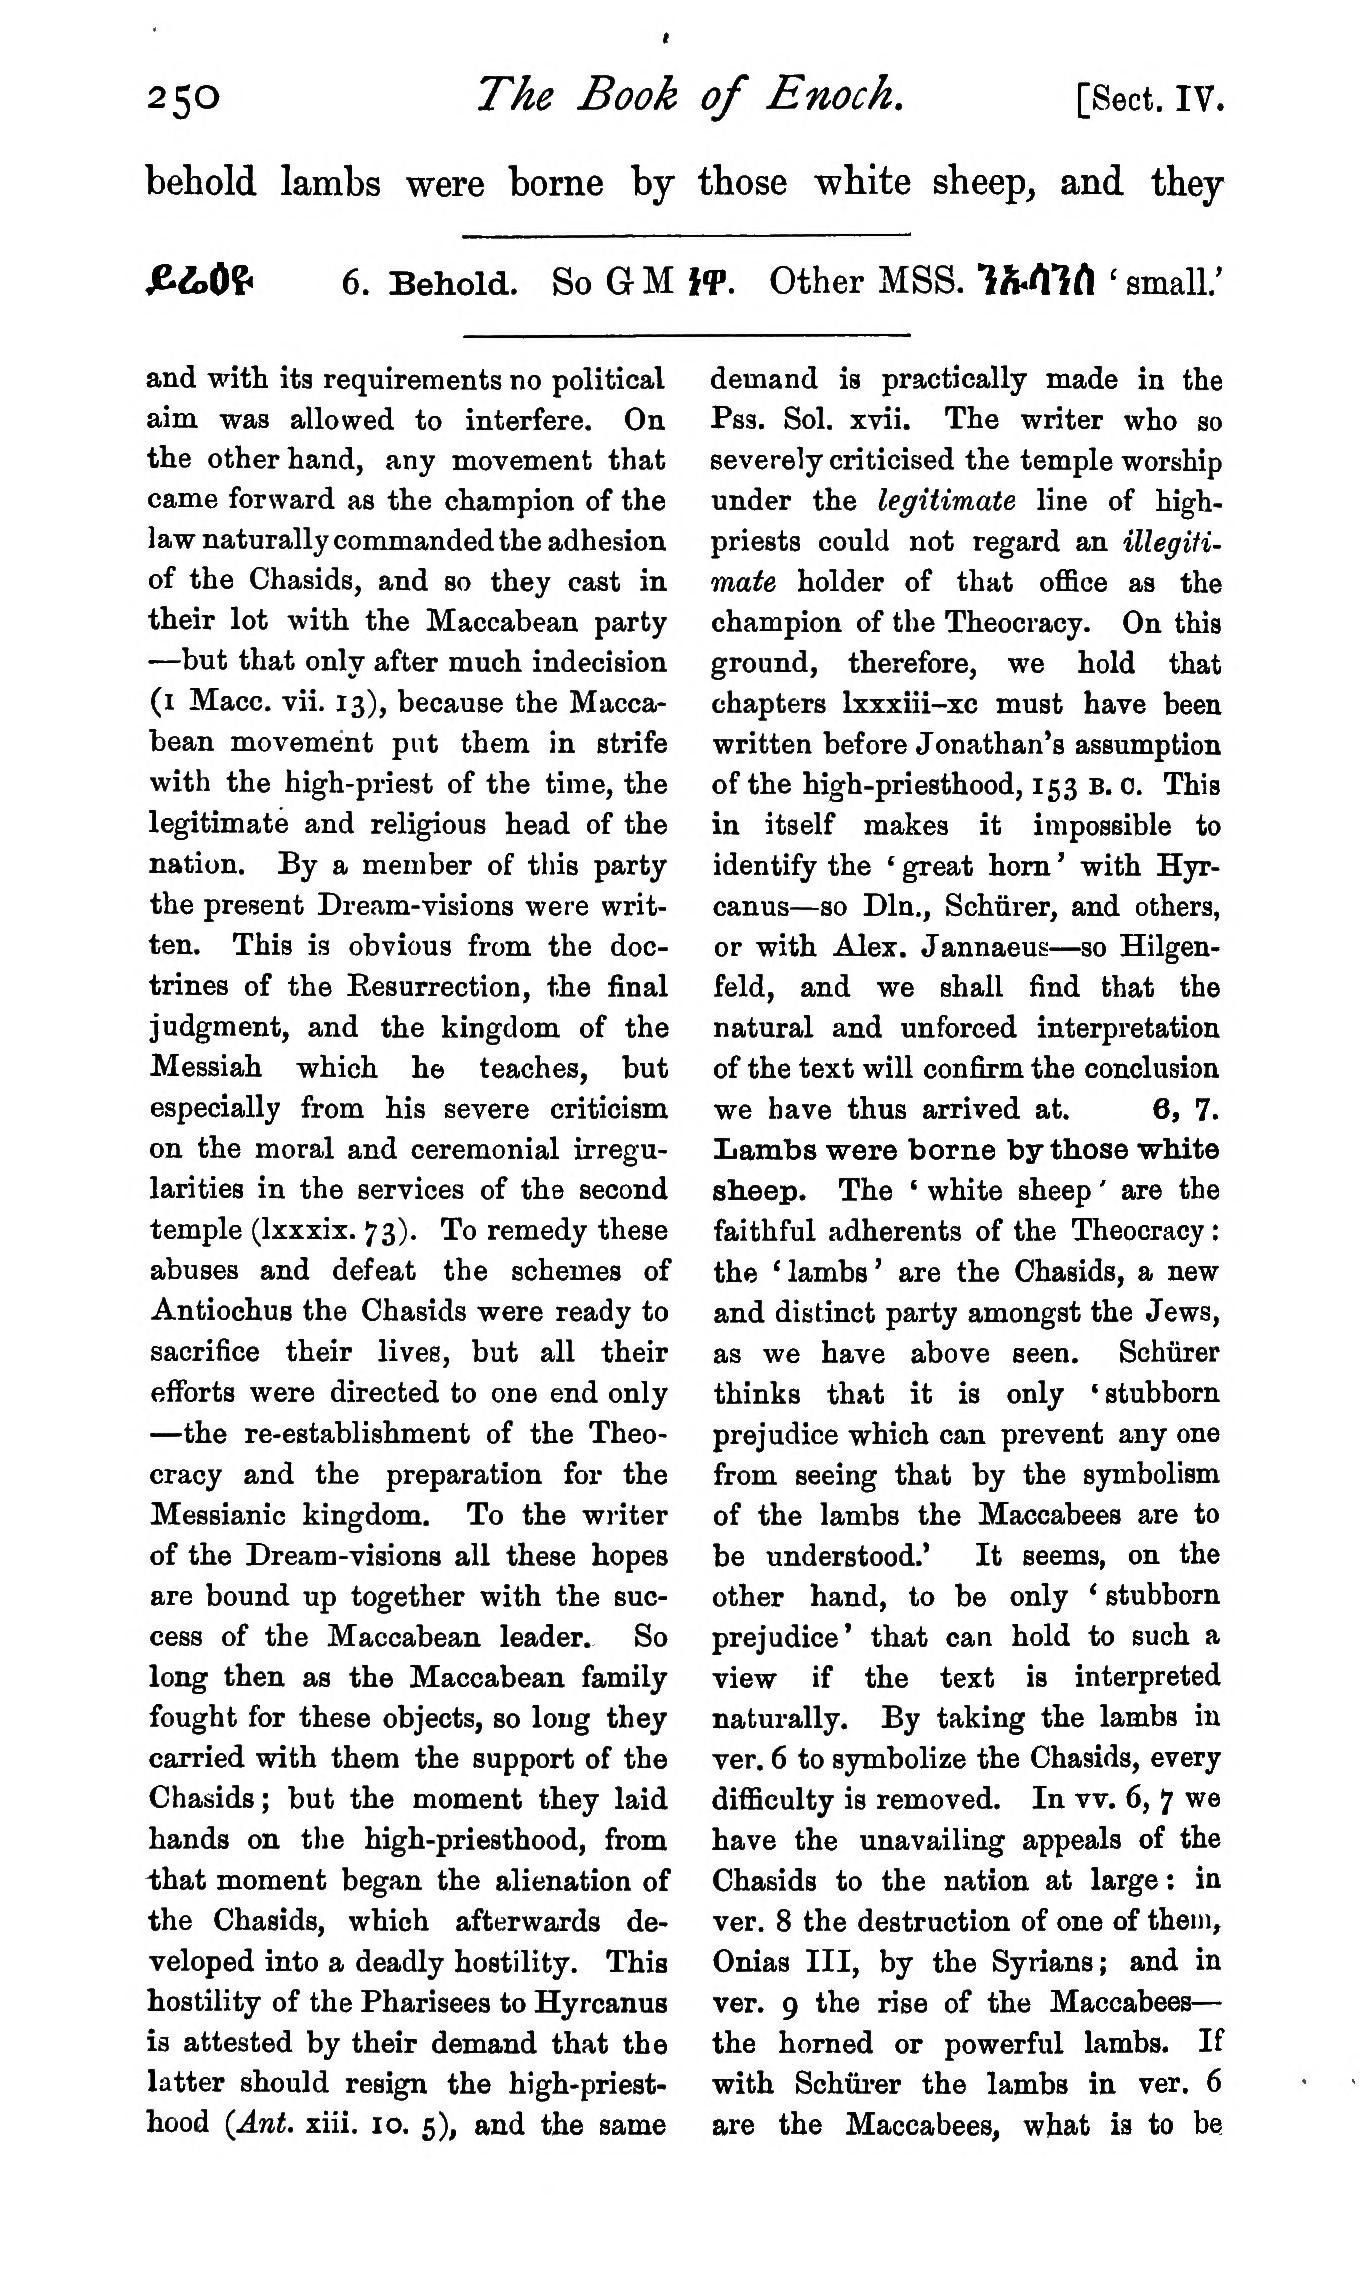 250 The Book of Enoch. [Sect. IV.
behold lambs were borne by those white sheep, and they
ይሬዕዩ 6. Behold. So G M ነዋ. Other MSS. ንኡሳንሰ ‘small.’
and with its requirements no political
aim was allowed to interfere. On
the other hand, any movement that
came forward as the champion of the
law naturally commanded the adhesion
of the Chasids, and so they cast in
their lot with the Maccabean party
—but that only after much indecision
(1 Macc. vii. 13), because the Macca-
bean movement put them in strife
with the high-priest of the time, the
legitimate and religious head of the
nation. By a member of this party
the present Dream-visions were writ-
ten. This is obvious from the doc-
trines of the Resurrection, the final
judgment, and the kingdom of the
Messiah which he teaches, but
especially from his severe criticism
on the moral and ceremonial irregu-
larities in the services of the second
temple (lxxxix. 73). To remedy these
abuses and defeat the schemes of
Antiochus the Chasids were ready to
sacrifice their lives, but all their
efforts were directed to one end only
—the re-establishment of the Theo-
cracy and the preparation for the
Messianic kingdom. To the writer
of the Dream-visions all these hopes
are bound up together with the suc-
cess of the Maccabean leader. So
long then as the Maccabean family
fought for these objects, so long they
carried with them the support of the
Chasids; but the moment they laid
hands on the high-priesthood, from
that moment began the alienation of
the Chasids, which afterwards de-
veloped into a deadly hostility. This
hostility of the Pharisees to Hyrcanus
is attested by their demand that the
latter should resign the high-priest-
hood (Ant. xiii. 10. 5), and the same
demand is practically made in the
Pss. Sol. xvii. The writer who so
severely criticised the temple worship
under the legitimate line of high-
priests could not regard an illegiti-
mate holder of that office as the
champion of the Theocracy. On this
ground, therefore, we hold that
chapters lxxxiii–xc must have been
written before Jonathan’s assumption
of the high-priesthood, 153 B. C. This
in itself makes it impossible to
identify the ‘great horn’ with Hyr-
canus—so Dln., Schürer, and others,
or with Alex. Jannaeus—so Hilgen-
feld, and we shall find that the
natural and unforced interpretation
of the text will confirm the conclusion
we have thus arrived at. 6, 7.
Lambs were borne by those white
sheep. The ‘white sheep’ are the
faithful adherents of the Theocracy:
the ‘lambs’ are the Chasids, a new
and distinct party amongst the Jews,
as we have above seen. Schürer
thinks that it is only ‘stubborn
prejudice which can prevent any one
from seeing that by the symbolism
of the lambs the Maccabees are to
be understood.’ It seems, on the
other hand, to be only ‘stubborn
prejudice’ that can hold to such a
view if the text is interpreted
naturally. By taking the lambs in
ver. 6 to symbolize the Chasids, every
difficulty is removed. In vv. 6, 7 we
have the unavailing appeals of the
Chasids to the nation at large: in
ver. 8 the destruction of one of them,
Onias III, by the Syrians; and in
ver. 9 the rise of the Maccabees—
the horned or powerful lambs. If
with Schürer the lambs in ver. 6
are the Maccabees, what is to be